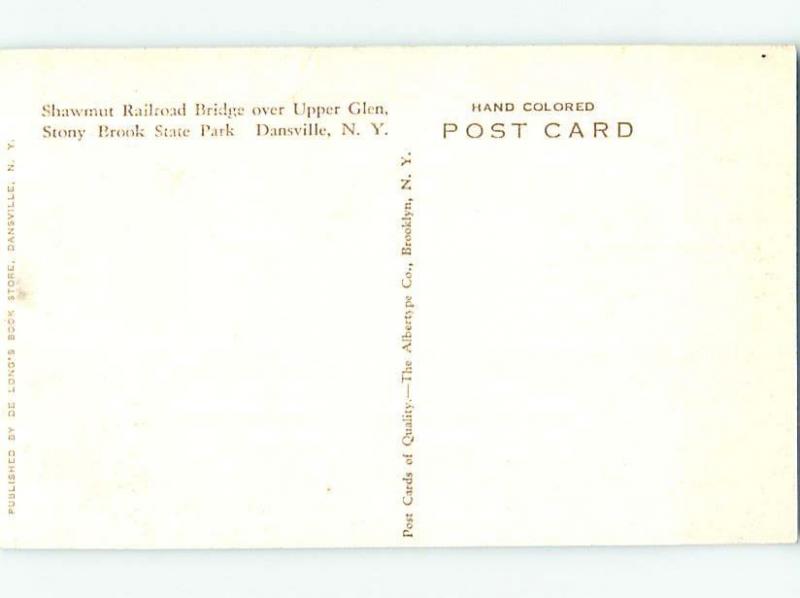 Shawmut Railroad Bridge over Upper Glen,
Stony Brook State Park Dansville, N. Y.
HAND COLORED
POST CARD
PUBLISHED BY DE LONG'S BOOK STORE, DANSVILLE, N. Y.
Post Cards of Quality.—The Albertype Co., Brooklyn, N. Y.